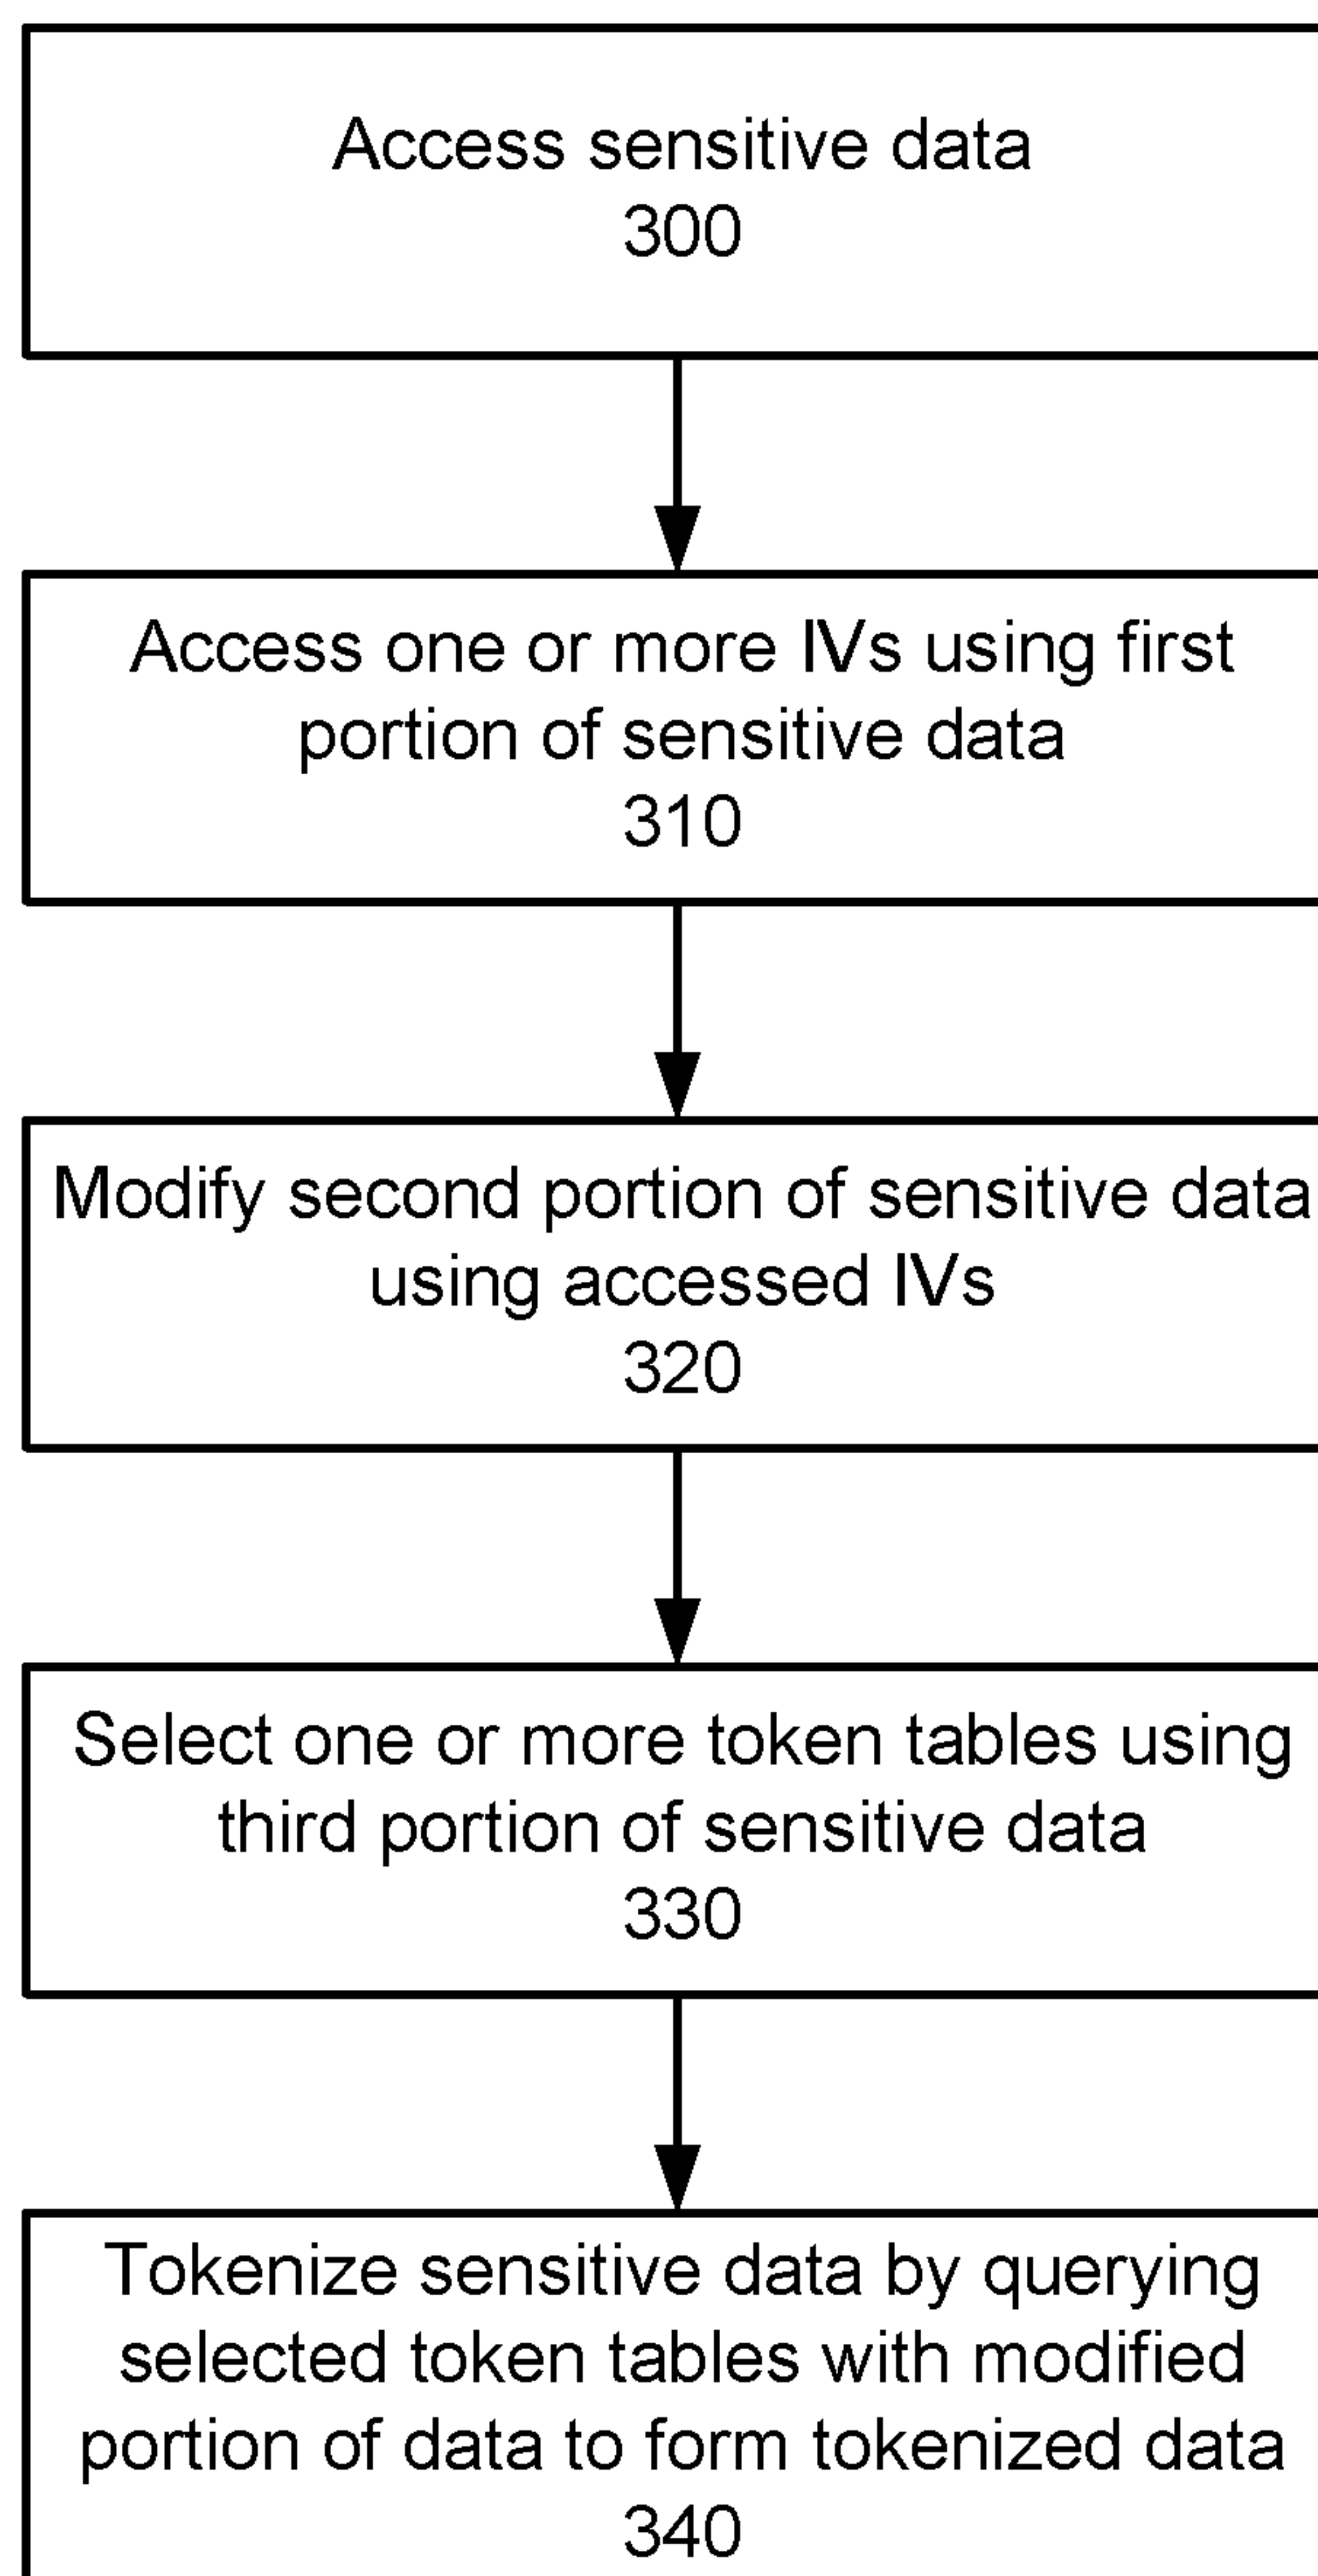 Access sensitive data
300
Access one or more IVs using first
portion of sensitive data
310
Modify second portion of sensitive data
using accessed IVs
320
Select one or more token tables using
third portion of sensitive data
330
Tokenize sensitive data by querying
selected token tables with modified
portion of data to form tokenized data
340